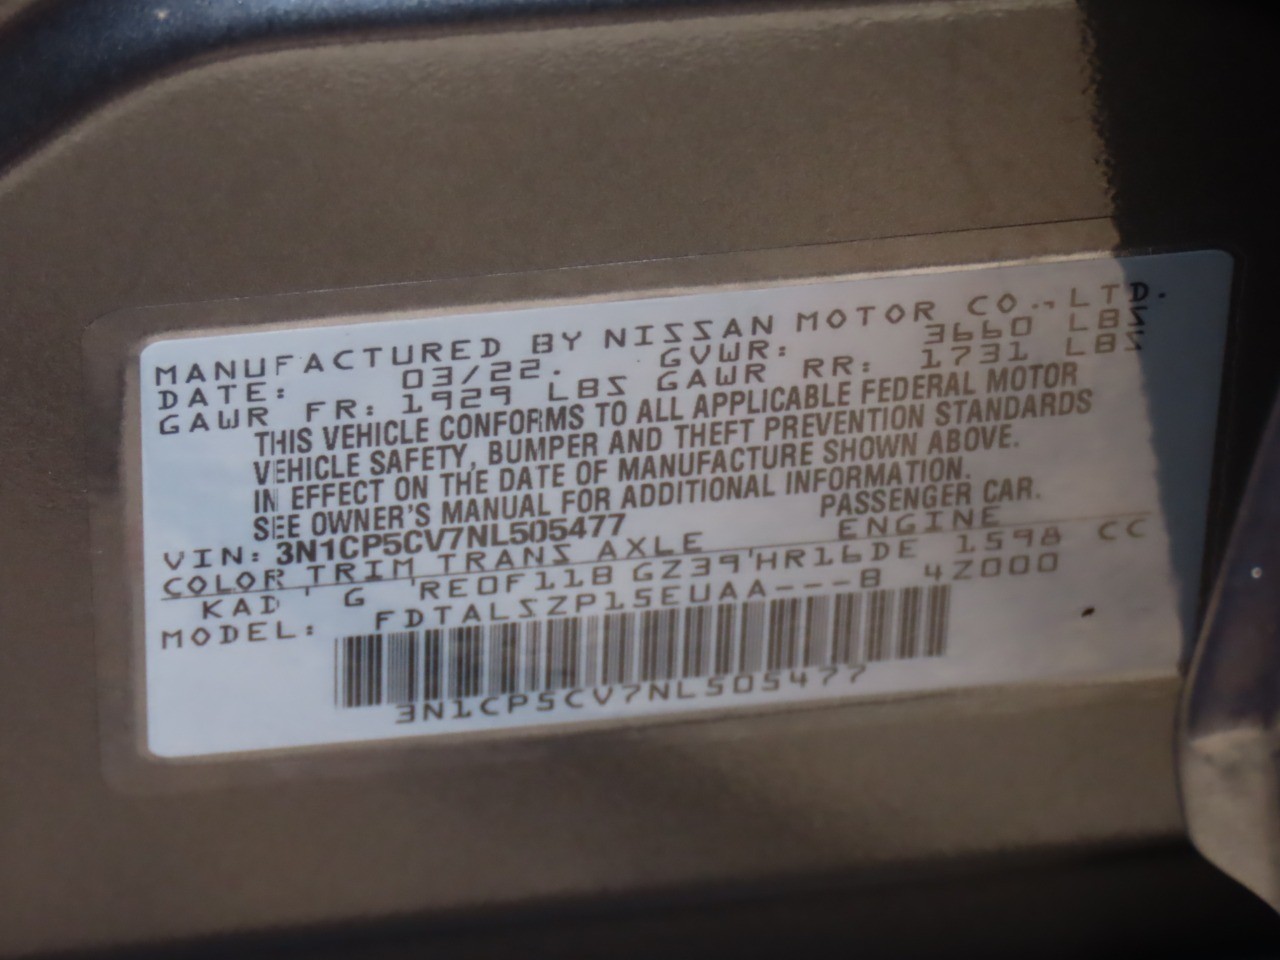 MANUFACTURED BY NISSAN MOTOR CO., LTD.
DATE: 03/22. GVWR: 3660 LBS
GAWR FR: 1929 LBS GAWR RR: 1731 LBS
THIS VEHICLE CONFORMS TO ALL APPLICABLE FEDERAL MOTOR
VEHICLE SAFETY, BUMPER AND THEFT PREVENTION STANDARDS
IN EFFECT ON THE DATE OF MANUFACTURE SHOWN ABOVE.
SEE OWNER'S MANUAL FOR ADDITIONAL INFORMATION.
VIN: 3N1CP5CV7NL505477 PASSENGER CAR.
COLOR TRIM TRANS AXLE ENGINE
KAD G RE0F11B GZ39 HR16DE 1598 CC
MODEL: FDTALSZP15EUAA---B 4Z000
3N1CP5CV7NL505477